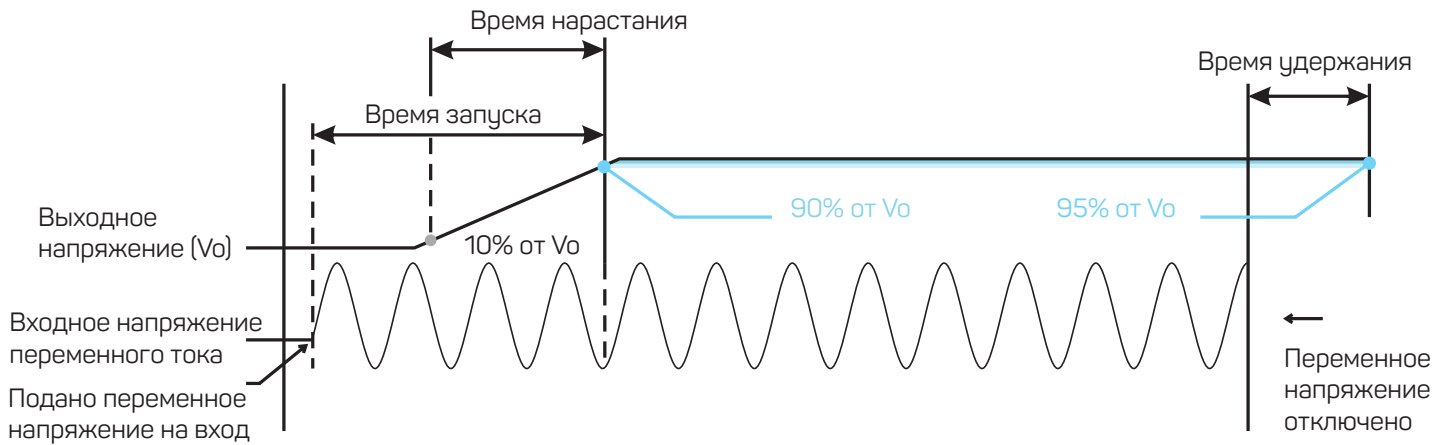 Время нарастания
Время удержания
Время запуска
90% от Vo
95% от Vo
Выходное
напряжение (Vo)
10% от Vo
Входное напряжение
переменного тока
Подано переменное
напряжение на вход
Переменное
напряжение
отключено